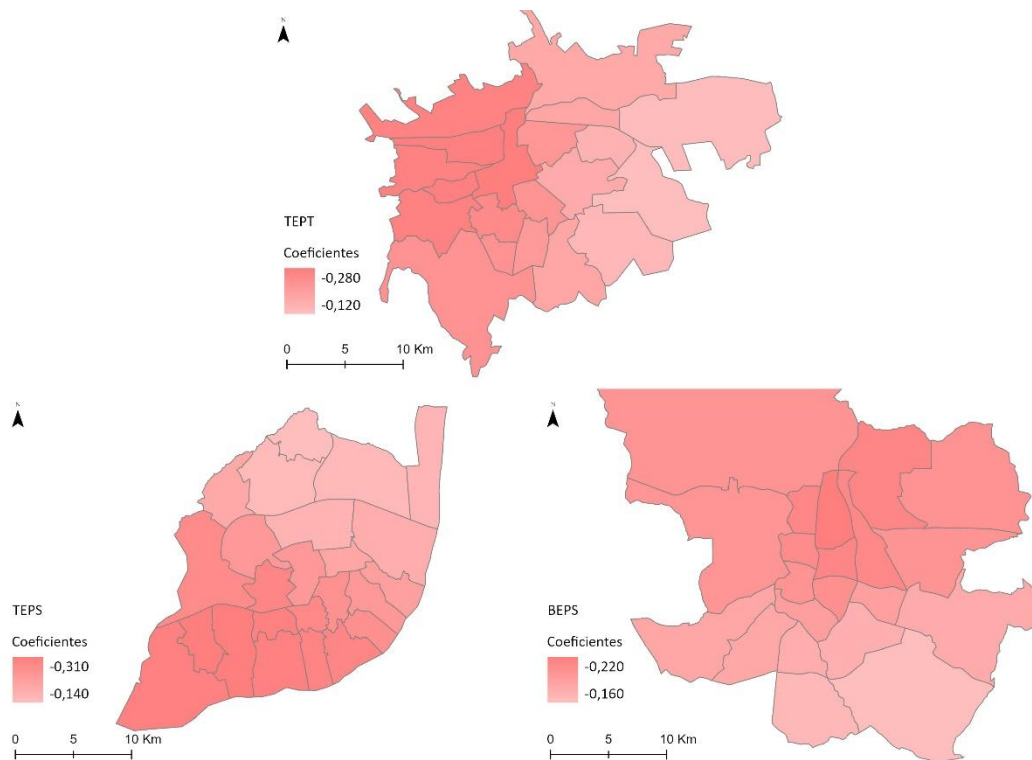 N
TEPT
Coeficientes
-0,280
-0,120
0 5 10 Km
N
TEPS
Coeficientes
-0,310
-0,140
0 5 10 Km
N
BEPS
Coeficientes
-0,220
-0,160
0 5 10 Km